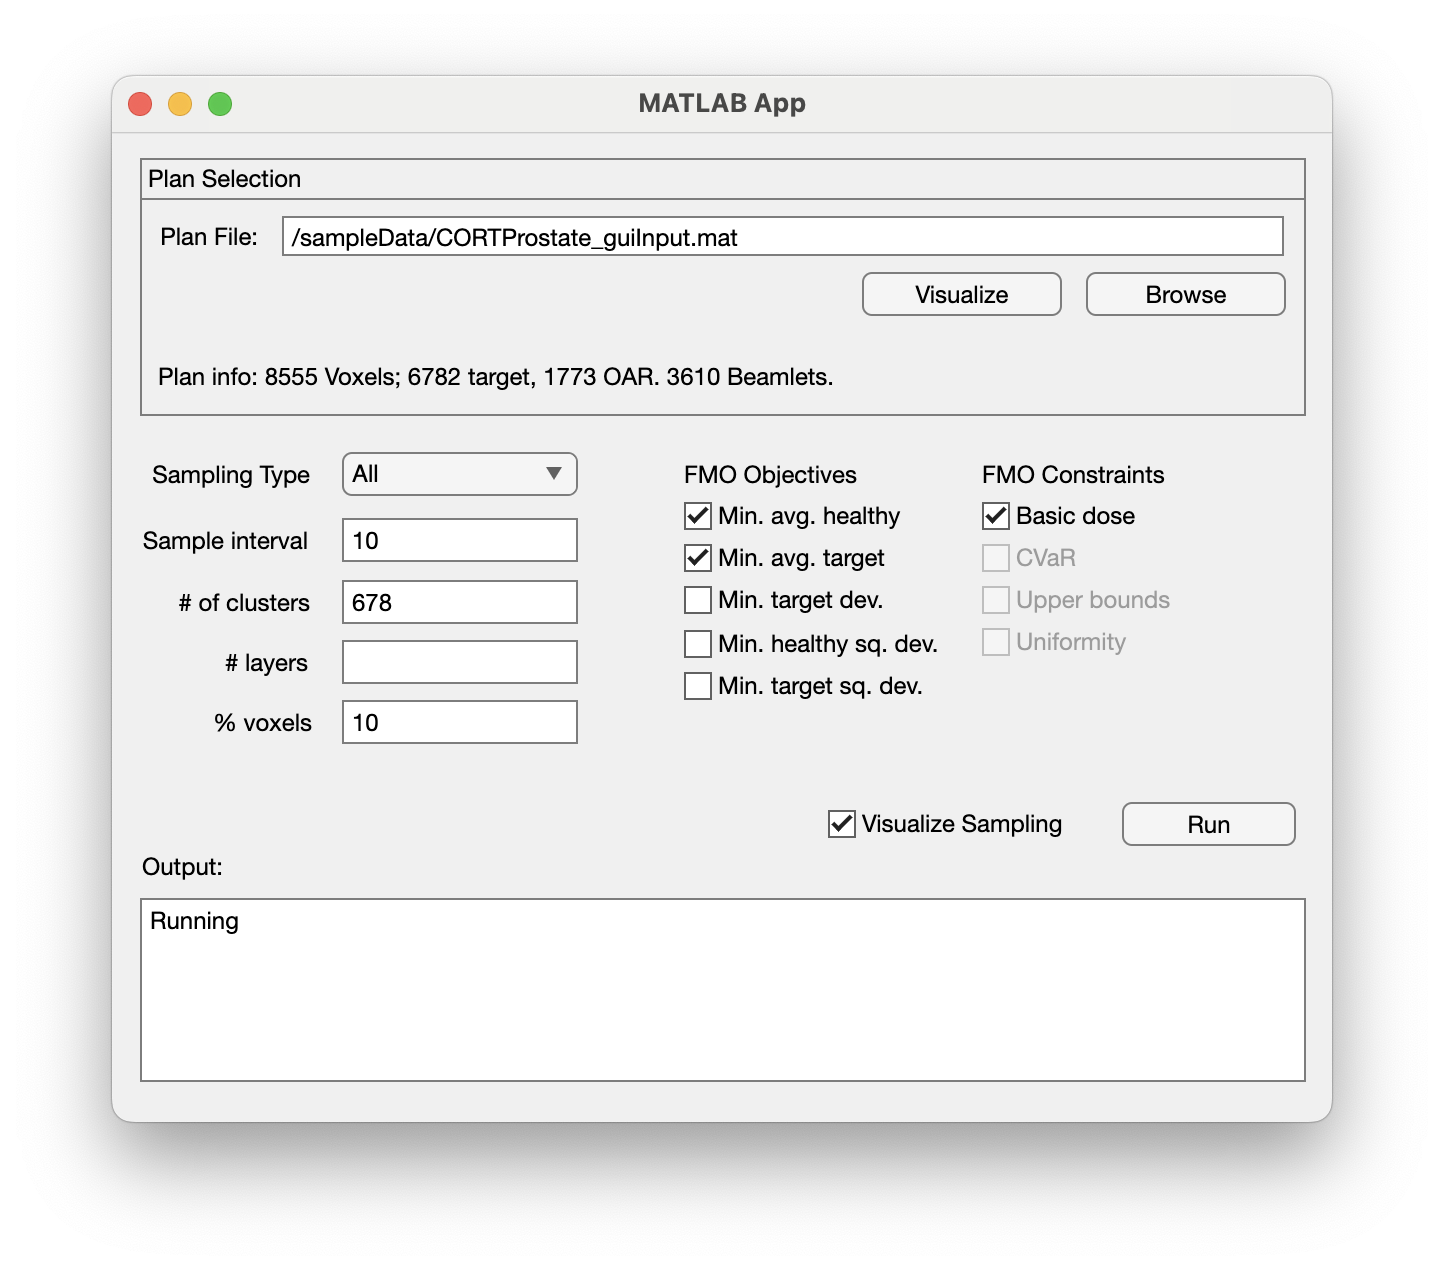 MATLAB App
Plan Selection
Plan File: /sampleData/CORTProstate_guiInput.mat
Visualize Browse
Plan info: 8555 Voxels; 6782 target, 1773 OAR. 3610 Beamlets.
Sampling Type All
Sample interval 10
# of clusters 678
# layers
% voxels 10
FMO Objectives
Min. avg. healthy
Min. avg. target
Min. target dev.
Min. healthy sq. dev.
Min. target sq. dev.
FMO Constraints
Basic dose
CVaR
Upper bounds
Uniformity
Visualize Sampling Run
Output:
Running